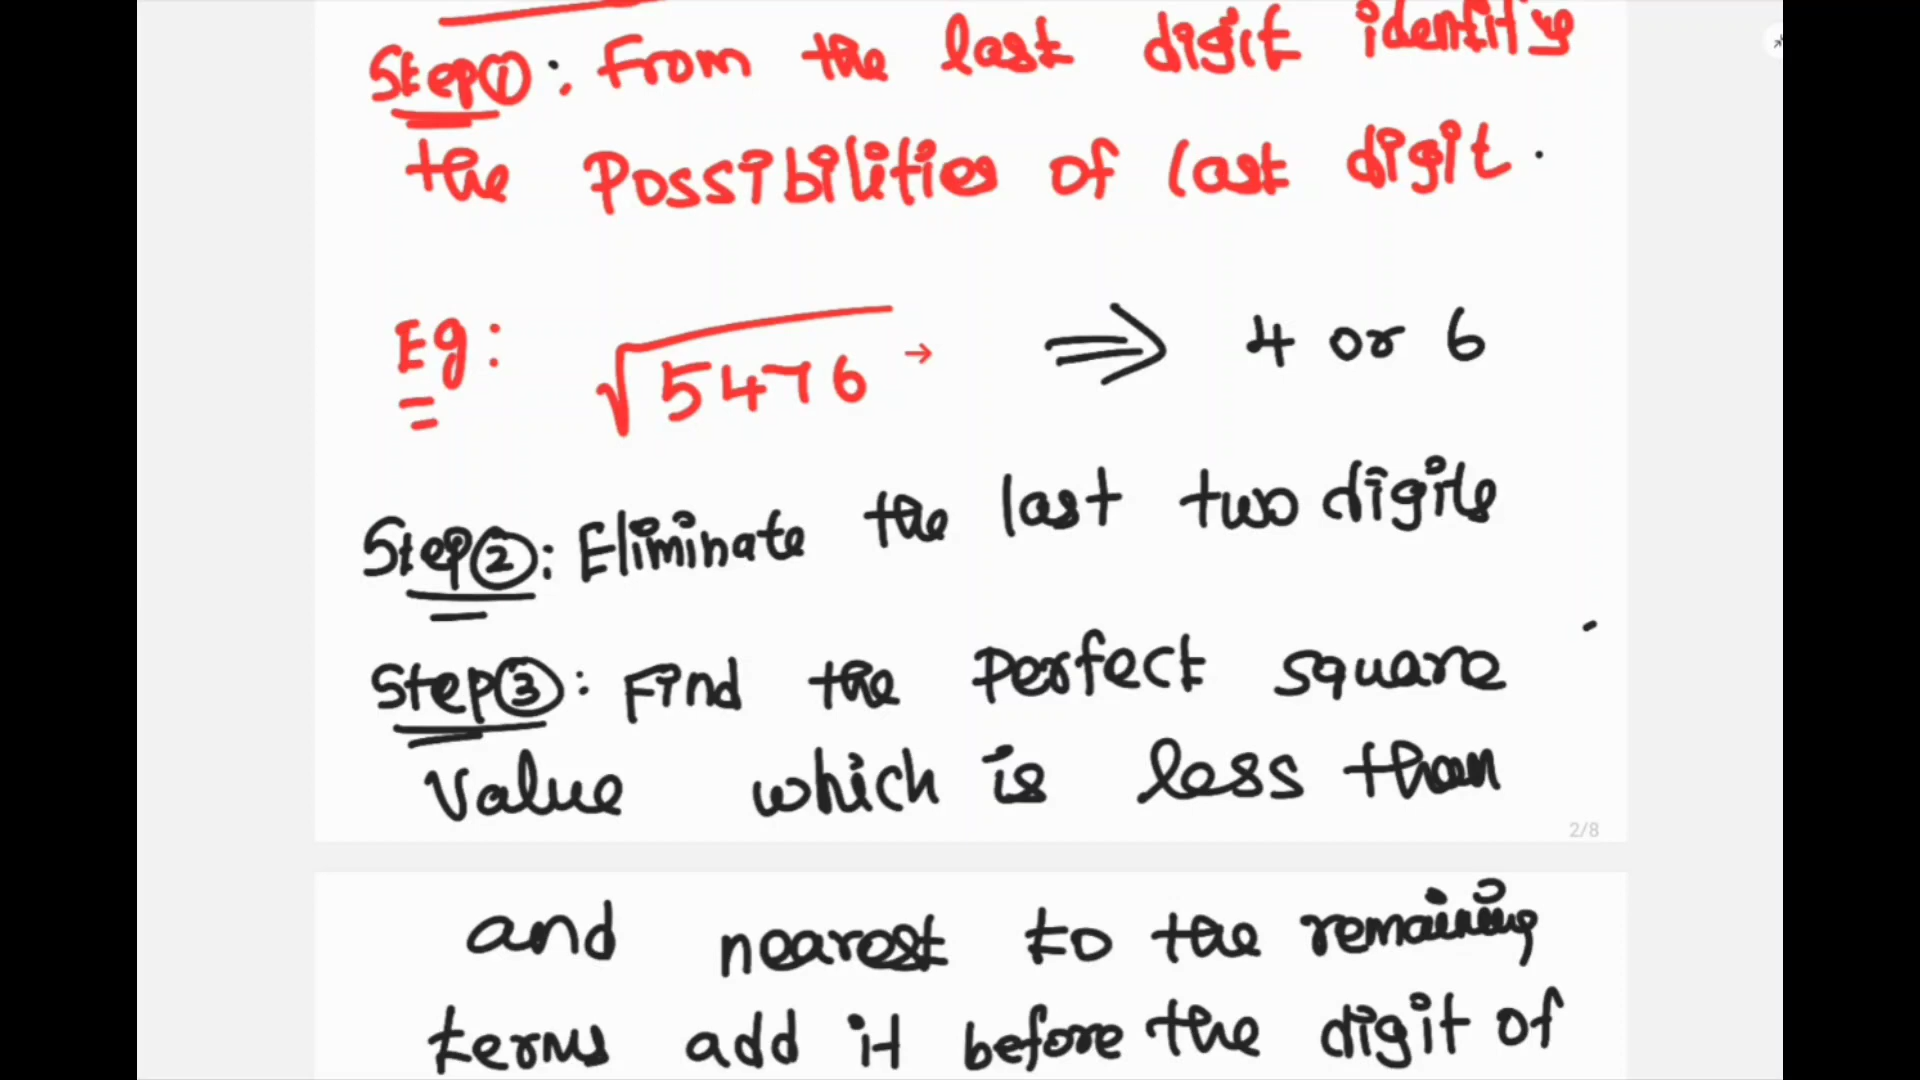 Step①: From the last digit identify
the possibilities of last digit.
Eg: √5476 → ⇒ 4 or 6
Step②: Eliminate the last two digits
Step③: Find the perfect square
value which is less than
2/8
and nearest to the remaining
terms add it before the digit of